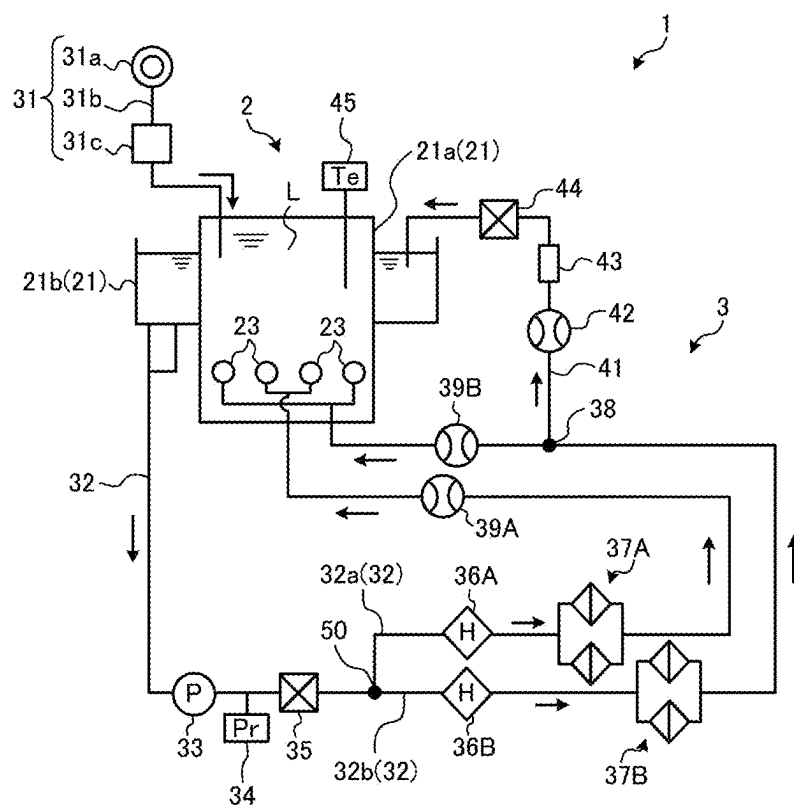 1
31a
31
31b
31c
2
45
Te
21a(21)
L
44
43
21b(21)
23
23
42
3
41
39B
38
32
39A
37A
32a(32)
36A
H
50
P
H
33
Pr
35
36B
34
32b(32)
37B